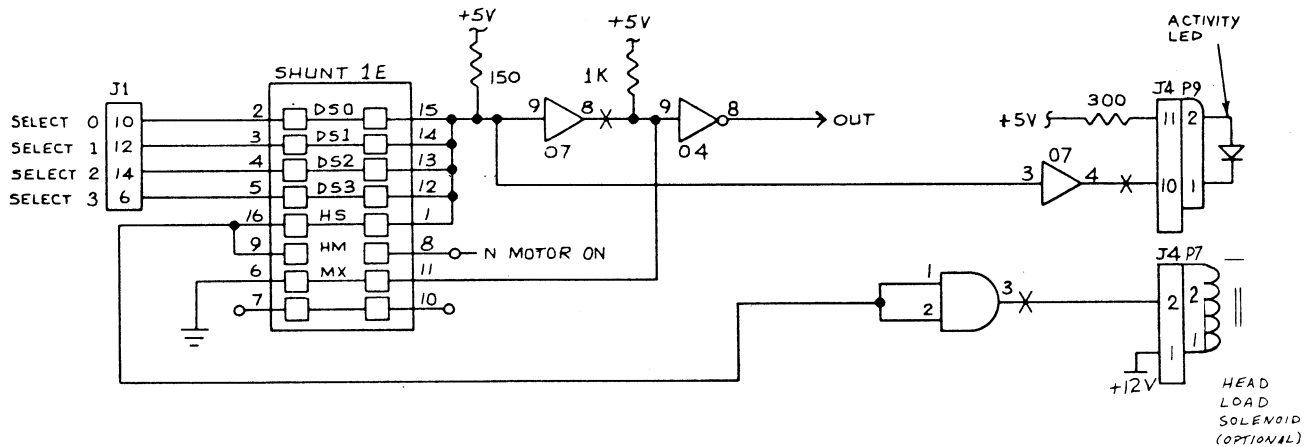 +5V
+5V
ACTIVITY
LED
SHUNT 1E
150
1K
J1
J4 P9
SELECT 0 10 2 DS0 15 9 8 9 8 OUT
+5V 300 11 2
SELECT 1 12 3 DS1 14
07 04
SELECT 2 14 4 DS2 13
07
SELECT 3 6 5 DS3 12
3 4 10 1
16 HS 1
9 HM 8 N MOTOR ON
6 MX 11
J4 P7
7 10
1
2 3
2 2
1 1
+12V
HEAD
LOAD
SOLENOID
(OPTIONAL)